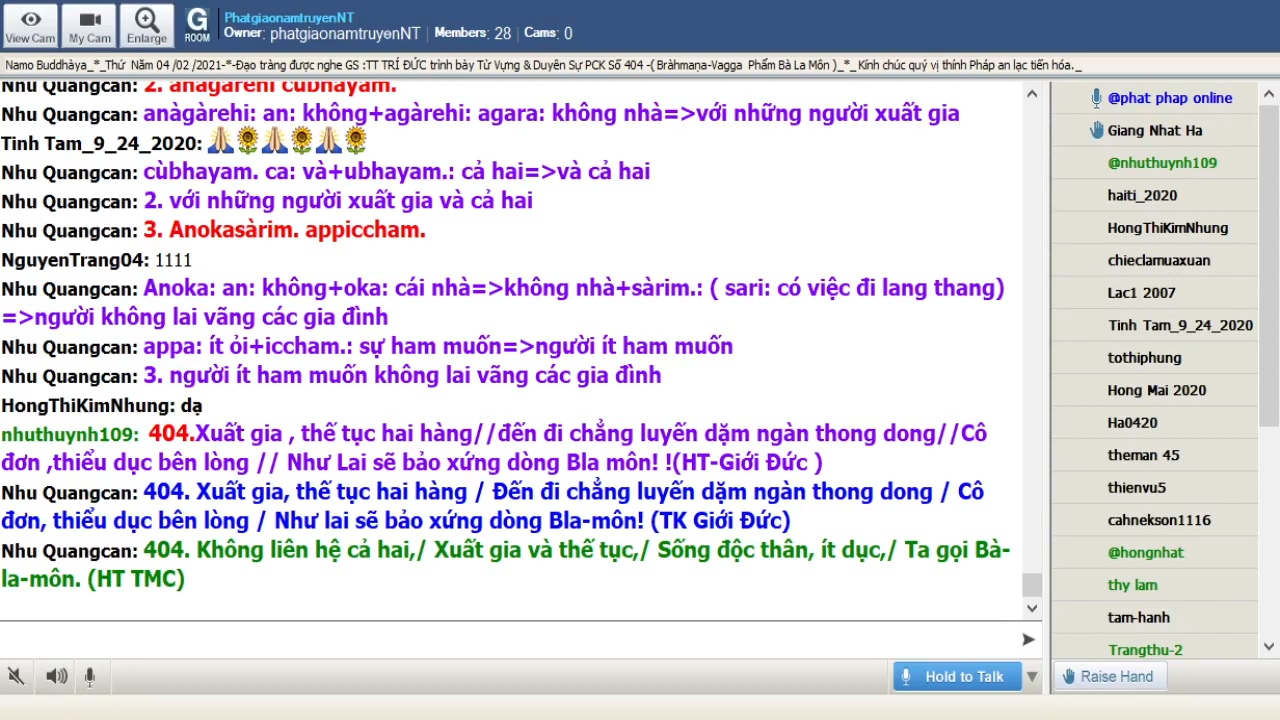 View Cam
My Cam
Enlarge
G
ROOM
PhatgiaonamtruyenNT
Owner: phatgiaonamtruyenNT | Members: 28 | Cams: 0
Namo Buddhàya_*_Thứ Năm 04 /02 /2021-*-Đạo tràng được nghe GS :TT TRÍ ĐỨC trình bày Từ Vựng & Duyên Sự PCK Số 404 -( Bràhmaṇa-Vagga Phẩm Bà La Môn )_*_ Kính chúc quý vị thính Pháp an lạc tiến hóa._
Nhu Quangcan: 2. anàgàrehi cùbhayam.
Nhu Quangcan: anàgàrehi: an: không+agàrehi: agara: không nhà=>với những người xuất gia
Tinh Tam_9_24_2020: 🙏🌻🙏🌻🙏🌻
Nhu Quangcan: cùbhayam. ca: và+ubhayam.: cả hai=>và cả hai
Nhu Quangcan: 2. với những người xuất gia và cả hai
Nhu Quangcan: 3. Anokasàrim. appiccham.
NguyenTrang04: 1111
Nhu Quangcan: Anoka: an: không+oka: cái nhà=>không nhà+sàrim.: ( sari: có việc đi lang thang)
=>người không lai vãng các gia đình
Nhu Quangcan: appa: ít ỏi+iccham.: sự ham muốn=>người ít ham muốn
Nhu Quangcan: 3. người ít ham muốn không lai vãng các gia đình
HongThiKimNhung: dạ
nhuthuynh109: 404.Xuất gia , thế tục hai hàng//đến đi chẳng luyến dặm ngàn thong dong//Cô
đơn ,thiểu dục bên lòng // Như Lai sẽ bảo xứng dòng Bla môn! !(HT-Giới Đức )
Nhu Quangcan: 404. Xuất gia, thế tục hai hàng / Đến đi chẳng luyến dặm ngàn thong dong / Cô
đơn, thiểu dục bên lòng / Như lai sẽ bảo xứng dòng Bla-môn! (TK Giới Đức)
Nhu Quangcan: 404. Không liên hệ cả hai,/ Xuất gia và thế tục,/ Sống độc thân, ít dục,/ Ta gọi Bà-
la-môn. (HT TMC)
Hold to Talk
@phat phap online
Giang Nhat Ha
@nhuthuynh109
haiti_2020
HongThiKimNhung
chieclamuaxuan
Lac1 2007
Tinh Tam_9_24_2020
tothiphung
Hong Mai 2020
Ha0420
theman 45
thienvu5
cahnekson1116
@hongnhat
thy lam
tam-hanh
Trangthu-2
Raise Hand